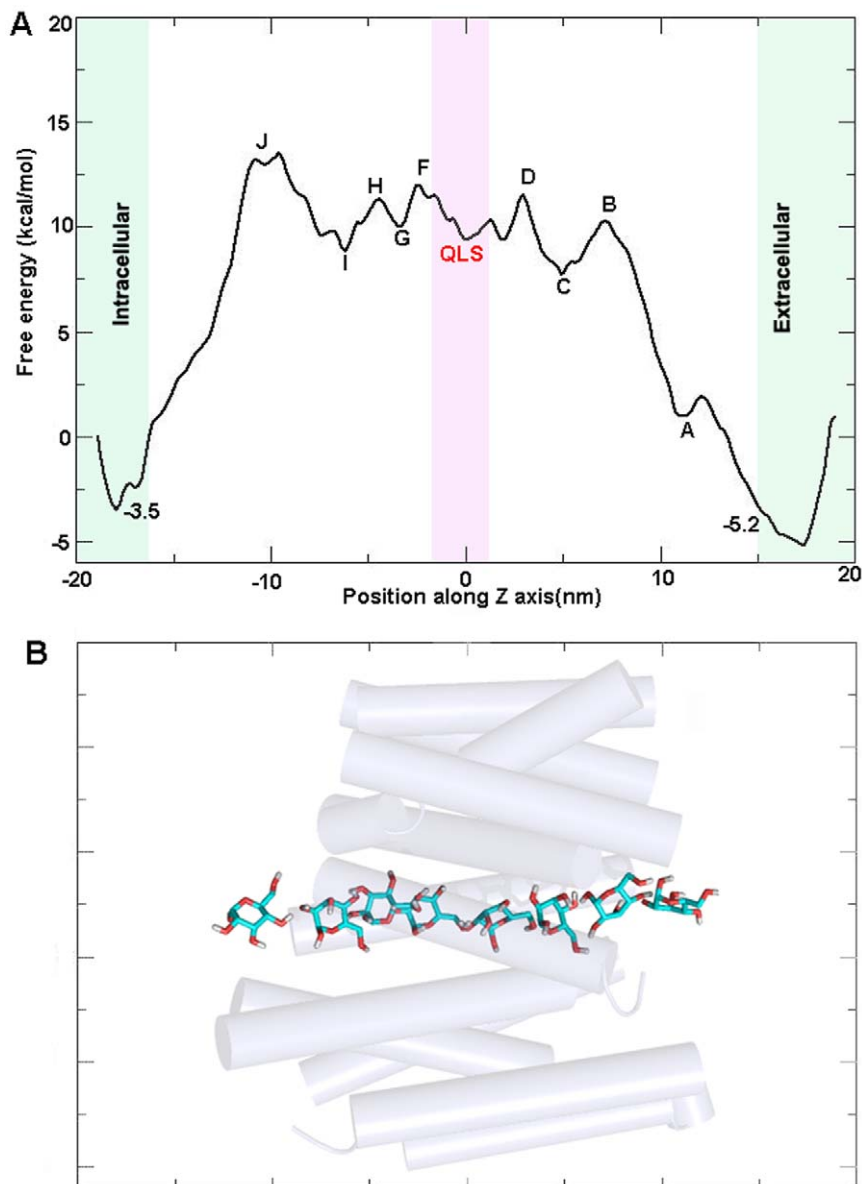 A
20
15
10
5
0
-5
Free energy (kcal/mol)
Intracellular
Extracellular
J
I
H
G
F
QLS
D
C
B
A
-3.5
-5.2
-20
-10
0
10
20
Position along Z axis(nm)
B